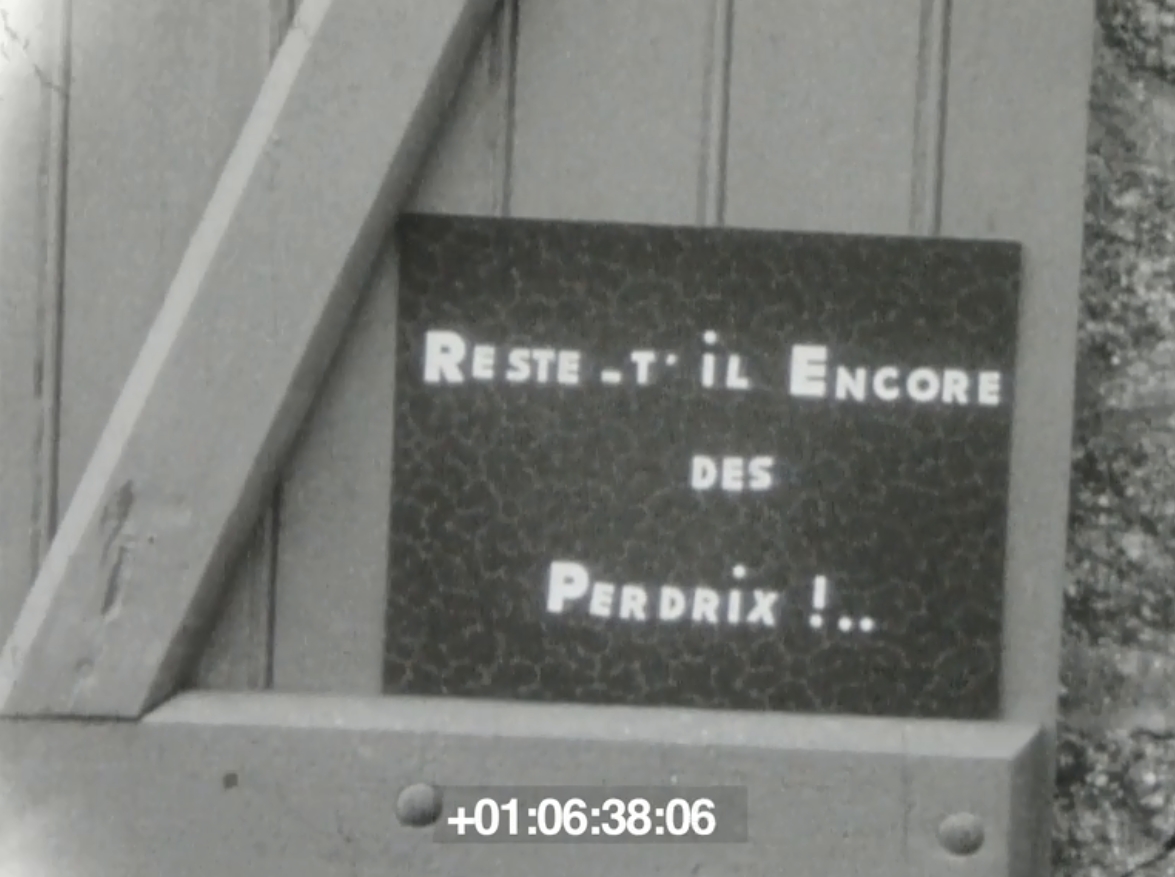 RESTE-T' iL ENCORE
DES
PERDRiX !..
+01:06:38:06